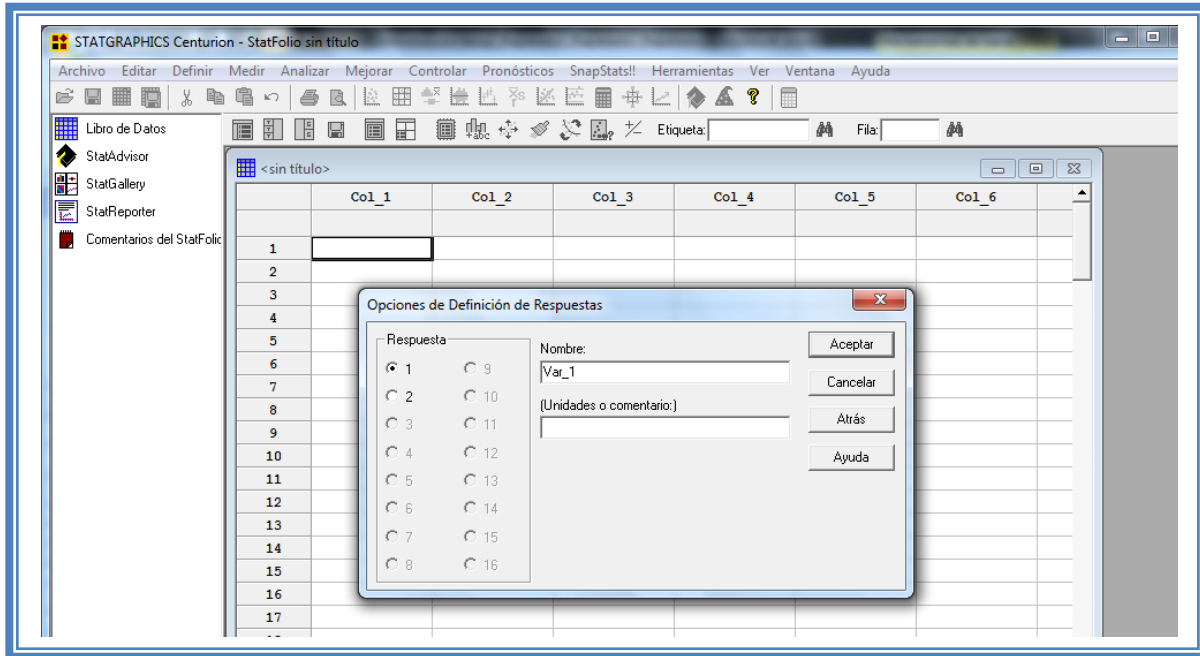 STATGRAPHICS Centurion - StatFolio sin título
Archivo Editar Definir Medir Analizar Mejorar Controlar Pronósticos SnapStats!! Herramientas Ver Ventana Ayuda
Libro de Datos
StatAdvisor
StatGallery
StatReporter
Comentarios del StatFolio
Etiqueta: Fila:
<sin título>
Col_1 Col_2 Col_3 Col_4 Col_5 Col_6
1
2
3
4
5
6
7
8
9
10
11
12
13
14
15
16
17
Opciones de Definición de Respuestas
Respuesta
1 9
2 10
3 11
4 12
5 13
6 14
7 15
8 16
Nombre:
Var_1
(Unidades o comentario:)
Aceptar
Cancelar
Atrás
Ayuda